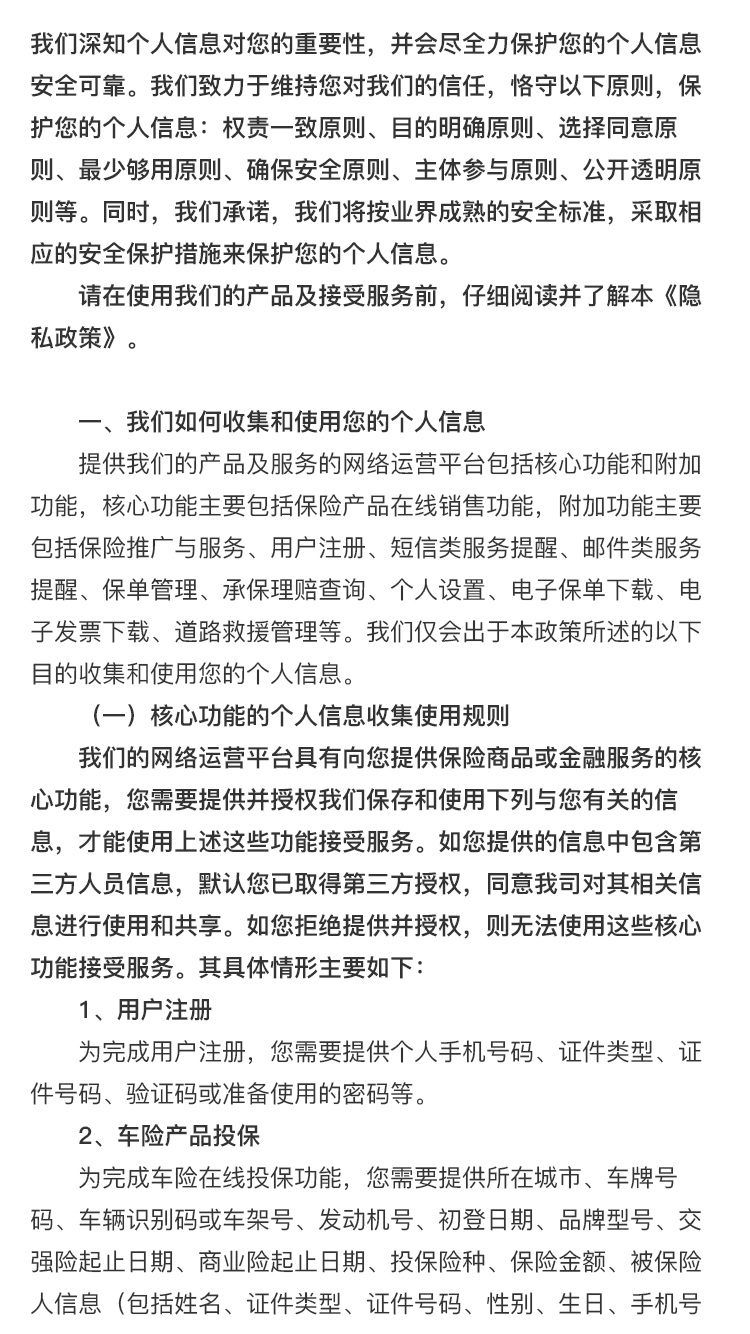 我们深知个人信息对您的重要性，并会尽全力保护您的个人信息
安全可靠。我们致力于维持您对我们的信任，恪守以下原则，保
护您的个人信息：权责一致原则、目的明确原则、选择同意原
则、最少够用原则、确保安全原则、主体参与原则、公开透明原
则等。同时，我们承诺，我们将按业界成熟的安全标准，采取相
应的安全保护措施来保护您的个人信息。
请在使用我们的产品及接受服务前，仔细阅读并了解本《隐
私政策》。
一、我们如何收集和使用您的个人信息
提供我们的产品及服务的网络运营平台包括核心功能和附加
功能，核心功能主要包括保险产品在线销售功能，附加功能主要
包括保险推广与服务、用户注册、短信类服务提醒、邮件类服务
提醒、保单管理、承保理赔查询、个人设置、电子保单下载、电
子发票下载、道路救援管理等。我们仅会出于本政策所述的以下
目的收集和使用您的个人信息。
（一）核心功能的个人信息收集使用规则
我们的网络运营平台具有向您提供保险商品或金融服务的核
心功能，您需要提供并授权我们保存和使用下列与您有关的信
息，才能使用上述这些功能接受服务。如您提供的信息中包含第
三方人员信息，默认您已取得第三方授权，同意我司对其相关信
息进行使用和共享。如您拒绝提供并授权，则无法使用这些核心
功能接受服务。其具体情形主要如下：
1、用户注册
为完成用户注册，您需要提供个人手机号码、证件类型、证
件号码、验证码或准备使用的密码等。
2、车险产品投保
为完成车险在线投保功能，您需要提供所在城市、车牌号
码、车辆识别码或车架号、发动机号、初登日期、品牌型号、交
强险起止日期、商业险起止日期、投保险种、保险金额、被保险
人信息（包括姓名、证件类型、证件号码、性别、生日、手机号